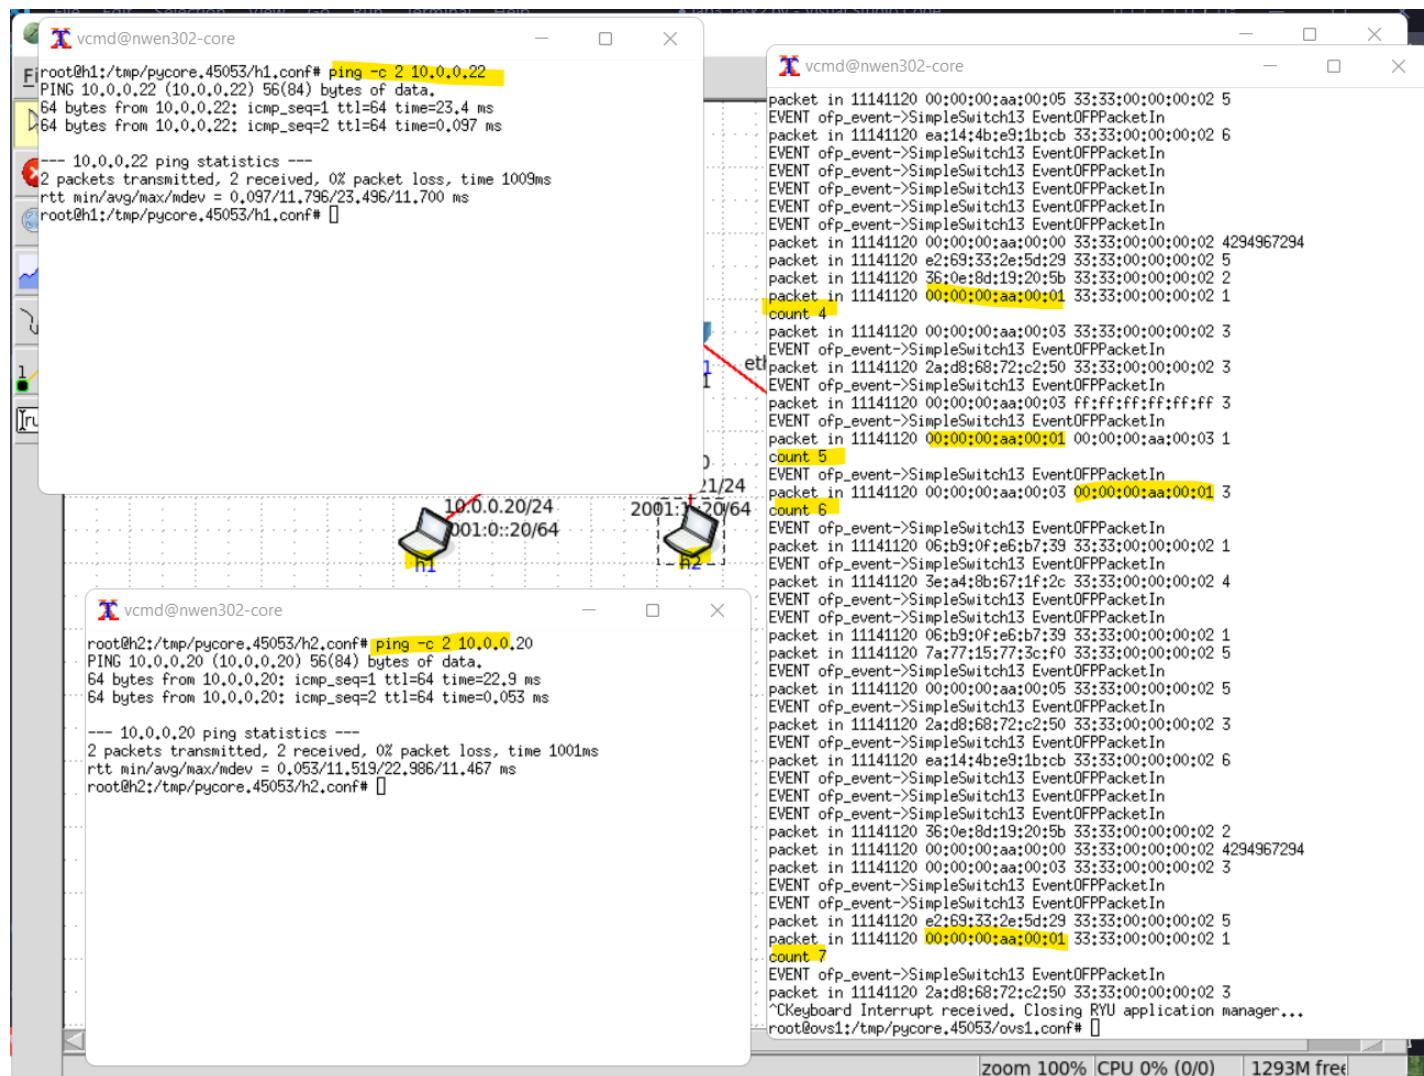 vcmd@nwen302-core
root@h1:/tmp/pycore.45053/h1.conf# ping -c 2 10.0.0.22
PING 10.0.0.22 (10.0.0.22) 56(84) bytes of data.
64 bytes from 10.0.0.22: icmp_seq=1 ttl=64 time=23.4 ms
64 bytes from 10.0.0.22: icmp_seq=2 ttl=64 time=0.097 ms
--- 10.0.0.22 ping statistics ---
2 packets transmitted, 2 received, 0% packet loss, time 1009ms
rtt min/avg/max/mdev = 0.097/11.796/23.496/11.700 ms
root@h1:/tmp/pycore.45053/h1.conf#
10.0.0.20/24
2001:1::20/64
h1
h2
vcmd@nwen302-core
root@h2:/tmp/pycore.45053/h2.conf# ping -c 2 10.0.0.20
PING 10.0.0.20 (10.0.0.20) 56(84) bytes of data.
64 bytes from 10.0.0.20: icmp_seq=1 ttl=64 time=22.9 ms
64 bytes from 10.0.0.20: icmp_seq=2 ttl=64 time=0.053 ms
--- 10.0.0.20 ping statistics ---
2 packets transmitted, 2 received, 0% packet loss, time 1001ms
rtt min/avg/max/mdev = 0.053/11.519/22.986/11.467 ms
root@h2:/tmp/pycore.45053/h2.conf#
vcmd@nwen302-core
packet in 11141120 00:00:00:aa:00:05 33:33:00:00:00:02 5
EVENT ofp_event->SimpleSwitch13 EventOFPPacketIn
packet in 11141120 ea:14:4b:e9:1b:cb 33:33:00:00:00:02 6
EVENT ofp_event->SimpleSwitch13 EventOFPPacketIn
EVENT ofp_event->SimpleSwitch13 EventOFPPacketIn
EVENT ofp_event->SimpleSwitch13 EventOFPPacketIn
EVENT ofp_event->SimpleSwitch13 EventOFPPacketIn
EVENT ofp_event->SimpleSwitch13 EventOFPPacketIn
packet in 11141120 00:00:00:aa:00:00 33:33:00:00:00:02 4294967294
packet in 11141120 e2:69:33:2e:5d:29 33:33:00:00:00:02 5
packet in 11141120 36:0e:8d:19:20:5b 33:33:00:00:00:02 2
packet in 11141120 00:00:00:aa:00:01 33:33:00:00:00:02 1
count 4
packet in 11141120 00:00:00:aa:00:03 33:33:00:00:00:02 3
EVENT ofp_event->SimpleSwitch13 EventOFPPacketIn
packet in 11141120 2a:d8:68:72:c2:50 33:33:00:00:00:02 3
EVENT ofp_event->SimpleSwitch13 EventOFPPacketIn
packet in 11141120 00:00:00:aa:00:03 ff:ff:ff:ff:ff:ff 3
EVENT ofp_event->SimpleSwitch13 EventOFPPacketIn
packet in 11141120 00:00:00:aa:00:01 00:00:00:aa:00:03 1
count 5
EVENT ofp_event->SimpleSwitch13 EventOFPPacketIn
packet in 11141120 00:00:00:aa:00:03 00:00:00:aa:00:01 3
count 6
EVENT ofp_event->SimpleSwitch13 EventOFPPacketIn
packet in 11141120 06:b9:0f:e6:b7:39 33:33:00:00:00:02 1
EVENT ofp_event->SimpleSwitch13 EventOFPPacketIn
packet in 11141120 3e:a4:8b:67:1f:2c 33:33:00:00:00:02 4
EVENT ofp_event->SimpleSwitch13 EventOFPPacketIn
EVENT ofp_event->SimpleSwitch13 EventOFPPacketIn
packet in 11141120 06:b9:0f:e6:b7:39 33:33:00:00:00:02 1
packet in 11141120 7a:77:15:77:3c:f0 33:33:00:00:00:02 5
EVENT ofp_event->SimpleSwitch13 EventOFPPacketIn
packet in 11141120 00:00:00:aa:00:05 33:33:00:00:00:02 5
EVENT ofp_event->SimpleSwitch13 EventOFPPacketIn
packet in 11141120 2a:d8:68:72:c2:50 33:33:00:00:00:02 3
EVENT ofp_event->SimpleSwitch13 EventOFPPacketIn
packet in 11141120 ea:14:4b:e9:1b:cb 33:33:00:00:00:02 6
EVENT ofp_event->SimpleSwitch13 EventOFPPacketIn
EVENT ofp_event->SimpleSwitch13 EventOFPPacketIn
EVENT ofp_event->SimpleSwitch13 EventOFPPacketIn
packet in 11141120 36:0e:8d:19:20:5b 33:33:00:00:00:02 2
packet in 11141120 00:00:00:aa:00:00 33:33:00:00:00:02 4294967294
packet in 11141120 00:00:00:aa:00:03 33:33:00:00:00:02 3
EVENT ofp_event->SimpleSwitch13 EventOFPPacketIn
EVENT ofp_event->SimpleSwitch13 EventOFPPacketIn
packet in 11141120 e2:69:33:2e:5d:29 33:33:00:00:00:02 5
packet in 11141120 00:00:00:aa:00:01 33:33:00:00:00:02 1
count 7
EVENT ofp_event->SimpleSwitch13 EventOFPPacketIn
packet in 11141120 2a:d8:68:72:c2:50 33:33:00:00:00:02 3
^CKeyboard Interrupt received. Closing RYU application manager...
root@ovs1:/tmp/pycore.45053/ovs1.conf#
zoom 100% CPU 0% (0/0) 1293M free